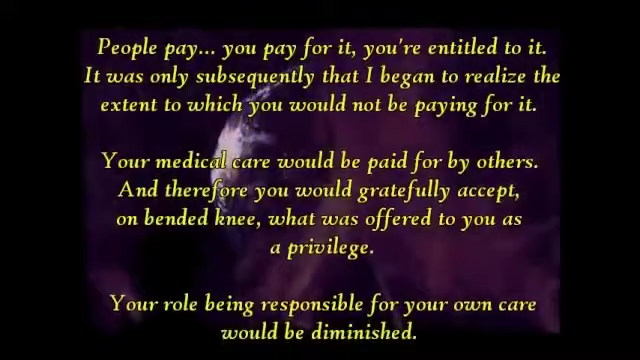 People pay... you pay for it, you're entitled to it.
It was only subsequently that I began to realize the
extent to which you would not be paying for it.
Your medical care would be paid for by others.
And therefore you would gratefully accept,
on bended knee, what was offered to you as
a privilege.
Your role being responsible for your own care
would be diminished.